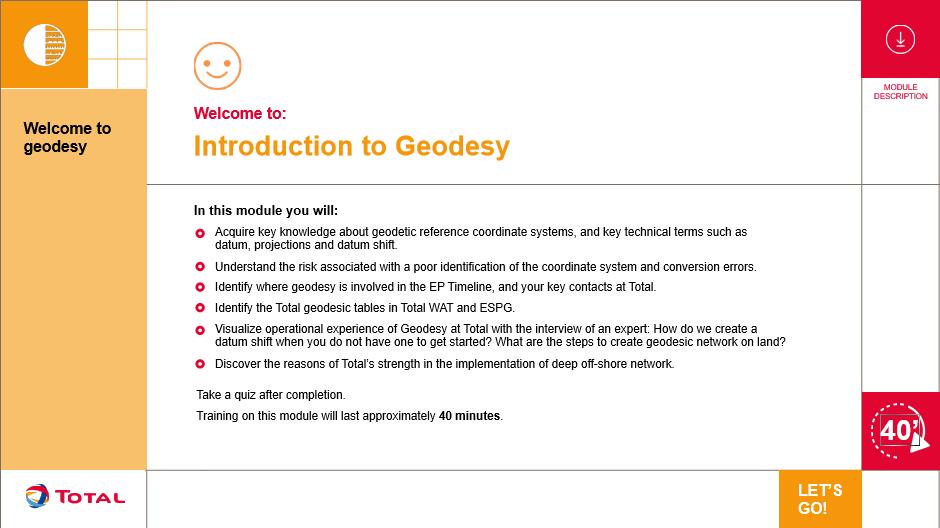 Welcome to
geodesy
Welcome to:
Introduction to Geodesy
MODULE
DESCRIPTION
In this module you will:
Acquire key knowledge about geodetic reference coordinate systems, and key technical terms such as
datum, projections and datum shift.
Understand the risk associated with a poor identification of the coordinate system and conversion errors.
Identify where geodesy is involved in the EP Timeline, and your key contacts at Total.
Identify the Total geodesic tables in Total WAT and ESPG.
Visualize operational experience of Geodesy at Total with the interview of an expert: How do we create a
datum shift when you do not have one to get started? What are the steps to create geodesic network on land?
Discover the reasons of Total's strength in the implementation of deep off-shore network.
Take a quiz after completion.
Training on this module will last approximately 40 minutes.
40'
TOTAL
LET'S
GO!